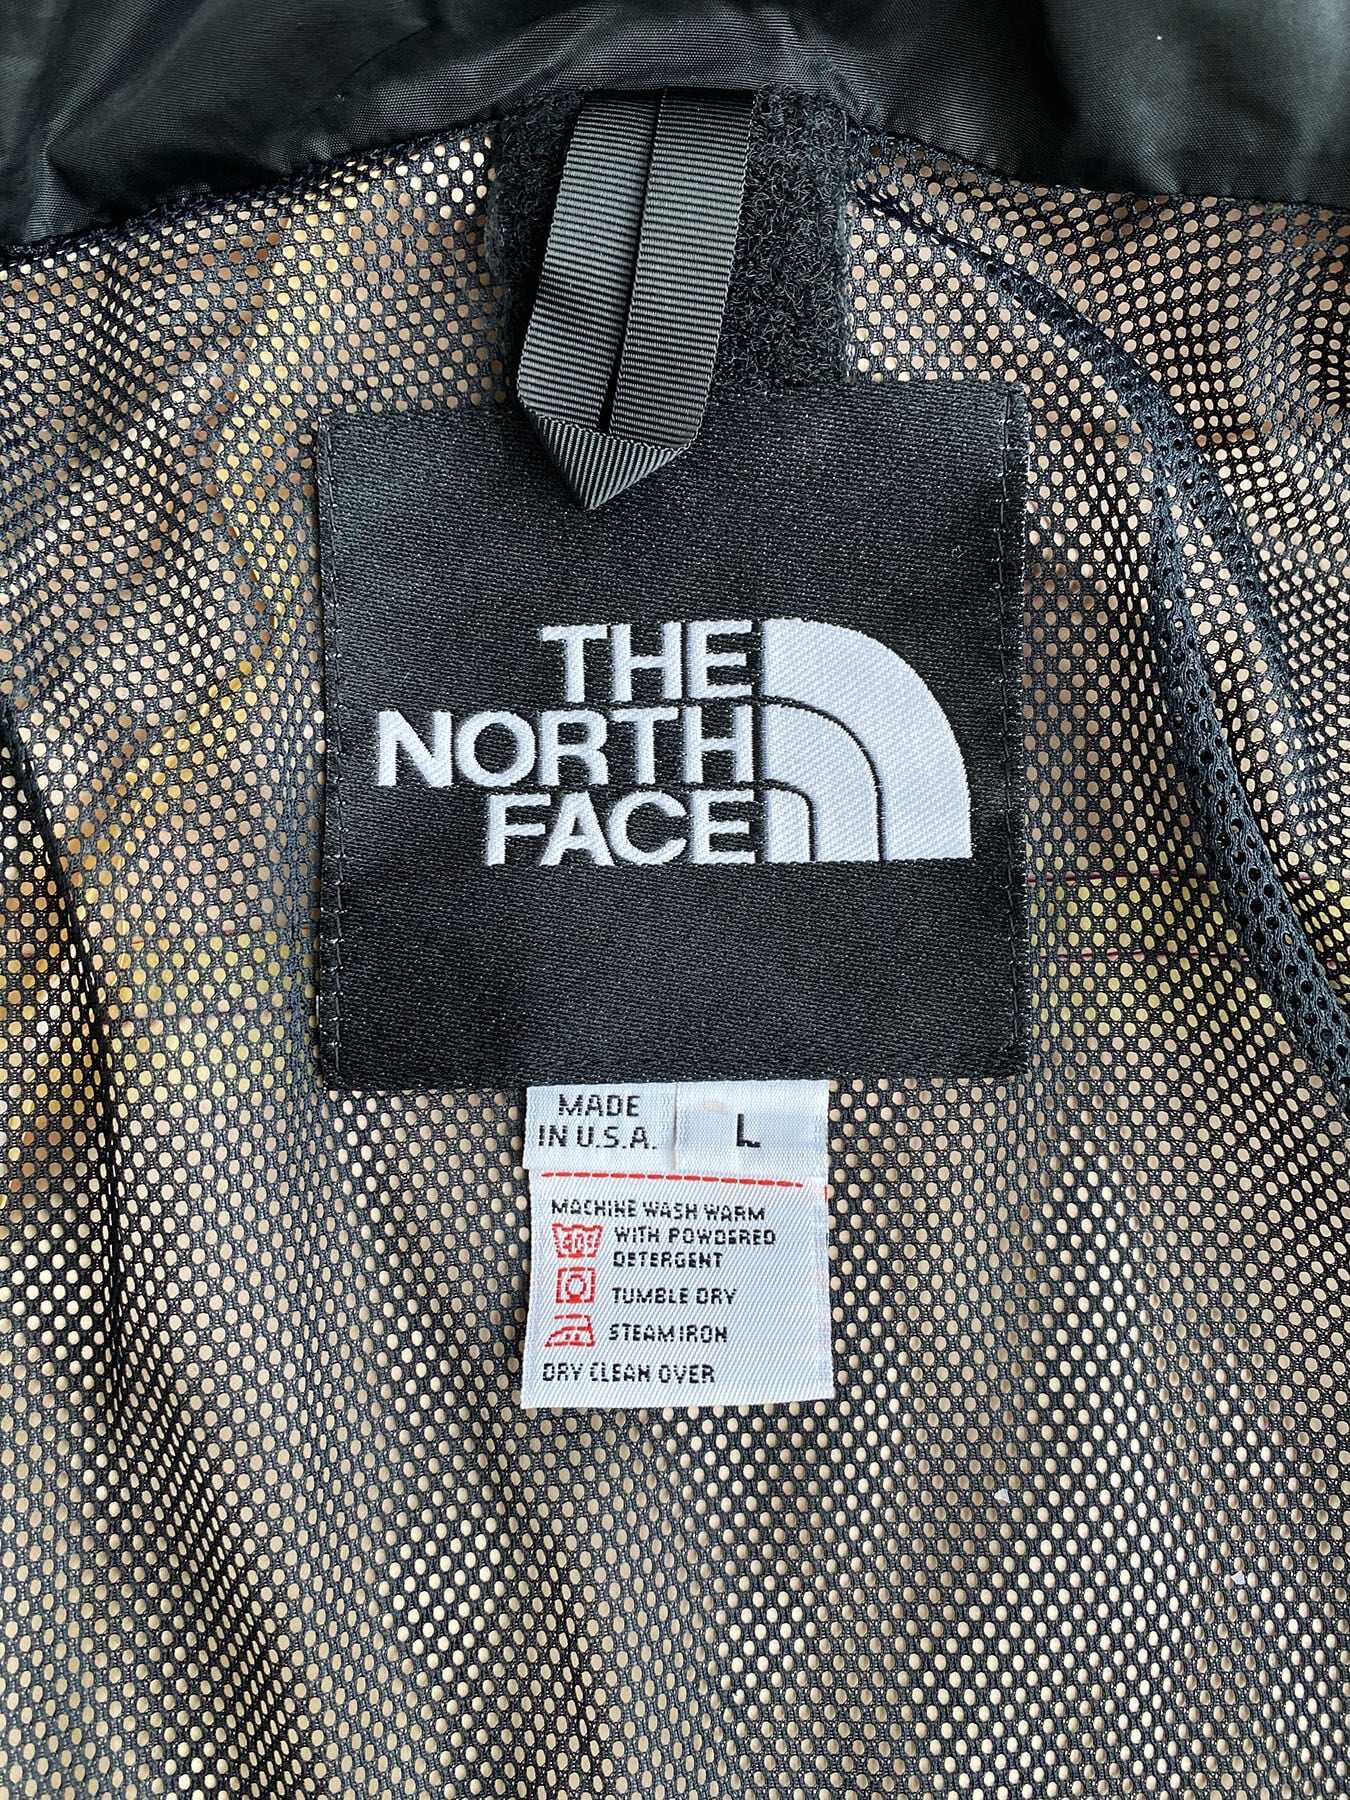 THE
NORTH
FACE
MADE
IN U.S.A.
L
MACHINE WASH WARM
WITH POWDERED
DETERGENT
TUMBLE DRY
STEAM IRON
DRY CLEAN OVER